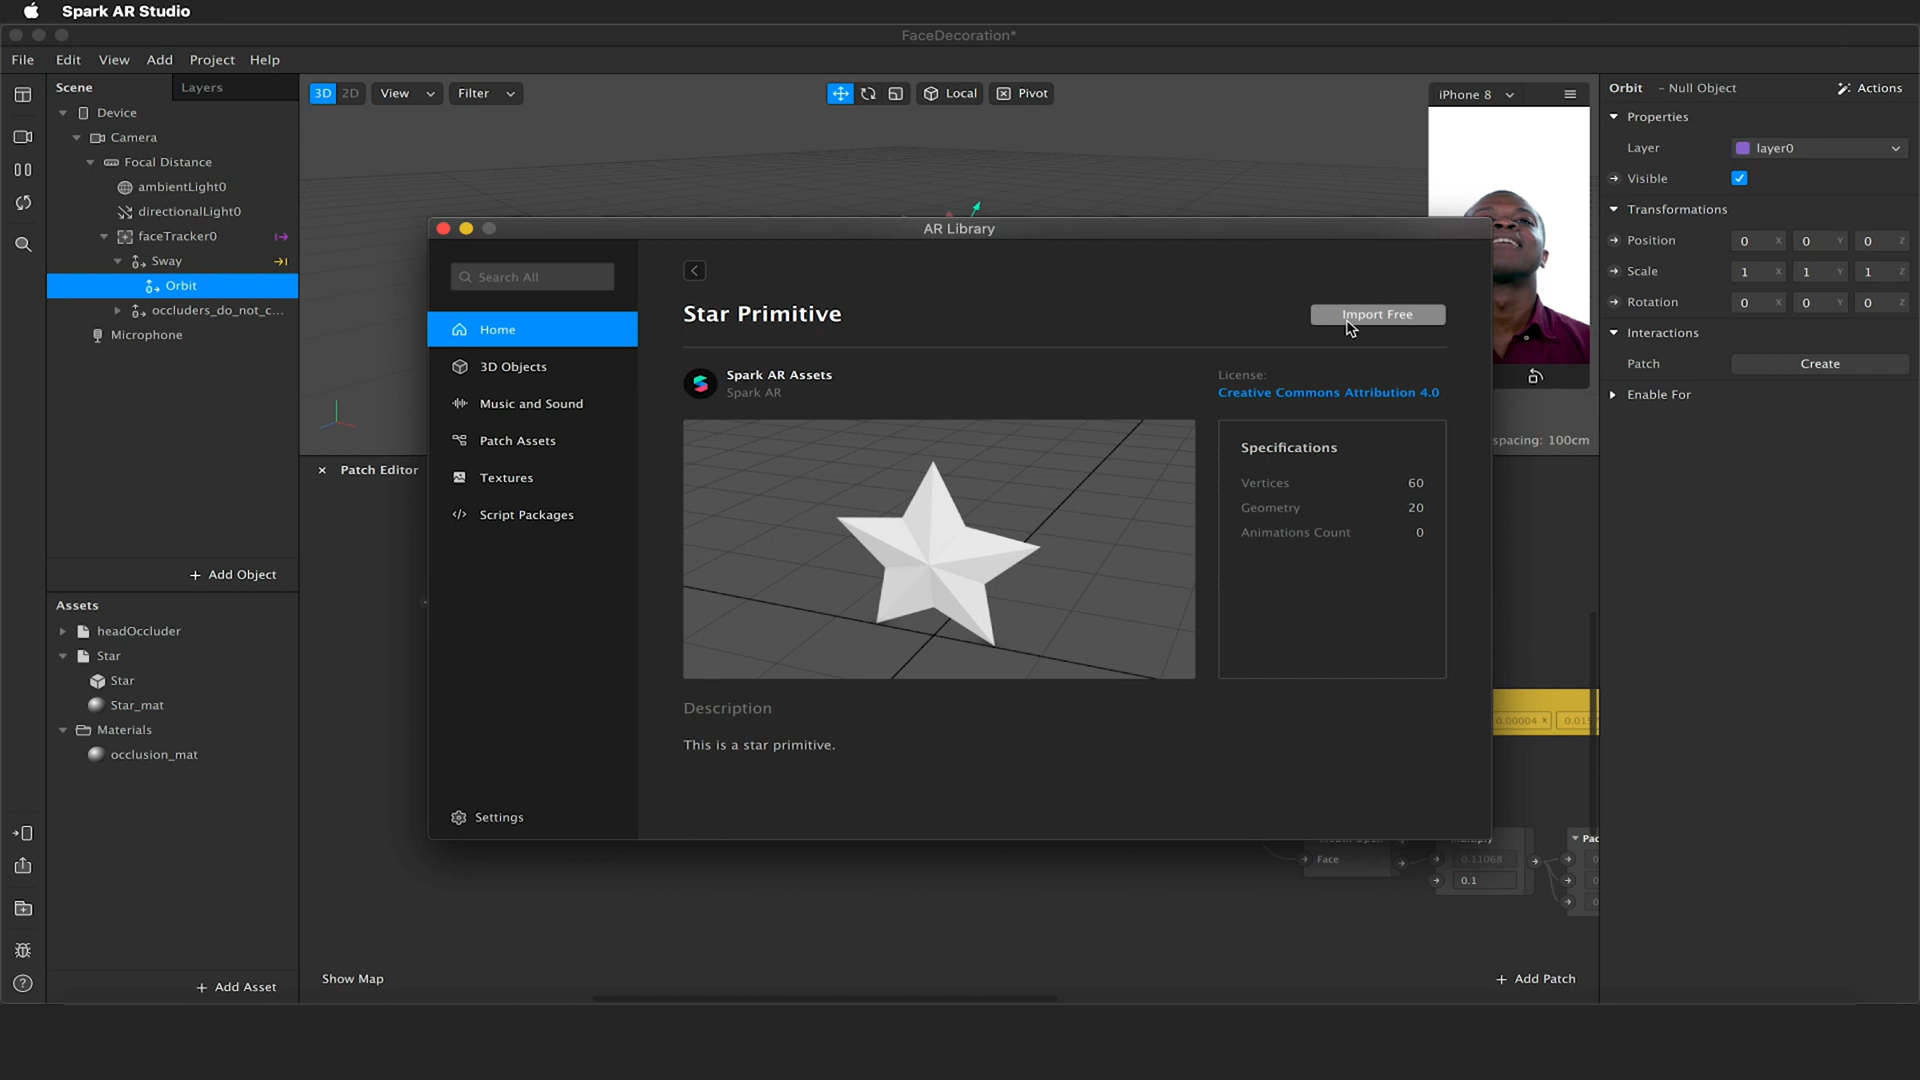 Spark AR Studio
FaceDecoration*
File Edit View Add Project Help
Scene Layers
Device
Camera
Focal Distance
ambientLight0
directionalLight0
faceTracker0
Sway
Orbit
occluders_do_not_c...
Microphone
+ Add Object
Assets
headOccluder
Star
Star
Star_mat
Materials
occlusion_mat
+ Add Asset
3D 2D View Filter Local Pivot
iPhone 8
spacing: 100cm
× Patch Editor
AR Library
Search All
Home
3D Objects
Music and Sound
Patch Assets
Textures
Script Packages
Settings
Star Primitive
Import Free
Spark AR Assets
Spark AR
License:
Creative Commons Attribution 4.0
Specifications
Vertices 60
Geometry 20
Animations Count 0
Description
This is a star primitive.
0.00004 X
Face
0.11068
0.1
Show Map
+ Add Patch
Orbit - Null Object Actions
Properties
Layer layer0
Visible
Transformations
Position 0 X 0 Y 0 Z
Scale 1 X 1 Y 1 Z
Rotation 0 X 0 Y 0 Z
Interactions
Patch Create
Enable For